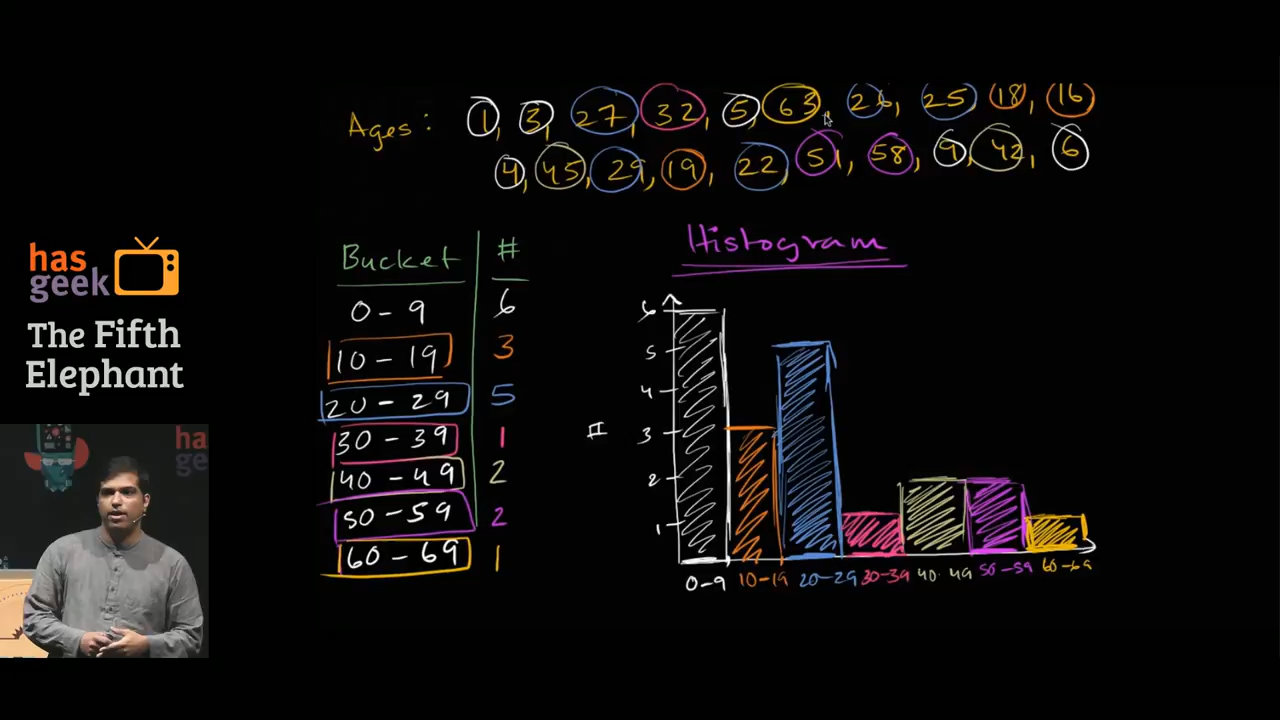 Ages: 1, 3, 27, 32, 5, 63, 26, 25, 18, 16
4, 45, 29, 19, 22, 51, 58, 9, 42, 6
has
geek
The Fifth
Elephant
has
Bucket #
0-9 6
10-19 3
20-29 5
30-39 1
40-49 2
50-59 2
60-69 1
Histogram
#
6
5
4
3
2
1
0-9 10-19 20-29 30-39 40-49 50-59 60-69